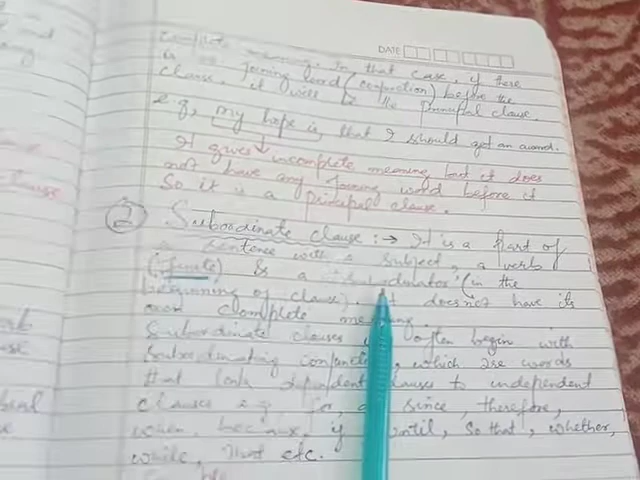 DATE
Complete meaning. In that case, if there
is no joining word (conjunction) before the
clause, it will be the Principal clause.
e.g, my hope is, that I should get an award.
It gives incomplete meaning but it does
not have any joining word before it
So it is a principal clause.
② Subordinate clause :→ It is a part of
a sentence with a subject, a verb
(finite) & a "subordinator" (in the
beginning of clause). It doesnot have its
own complete meaning.
Subordinate clauses often begin with
Subordinating conjunctions, which are words
that link dependent clauses to independent
clauses e.g. for, as, since, therefore,
when, because, if, until, so that, whether,
while, that etc.